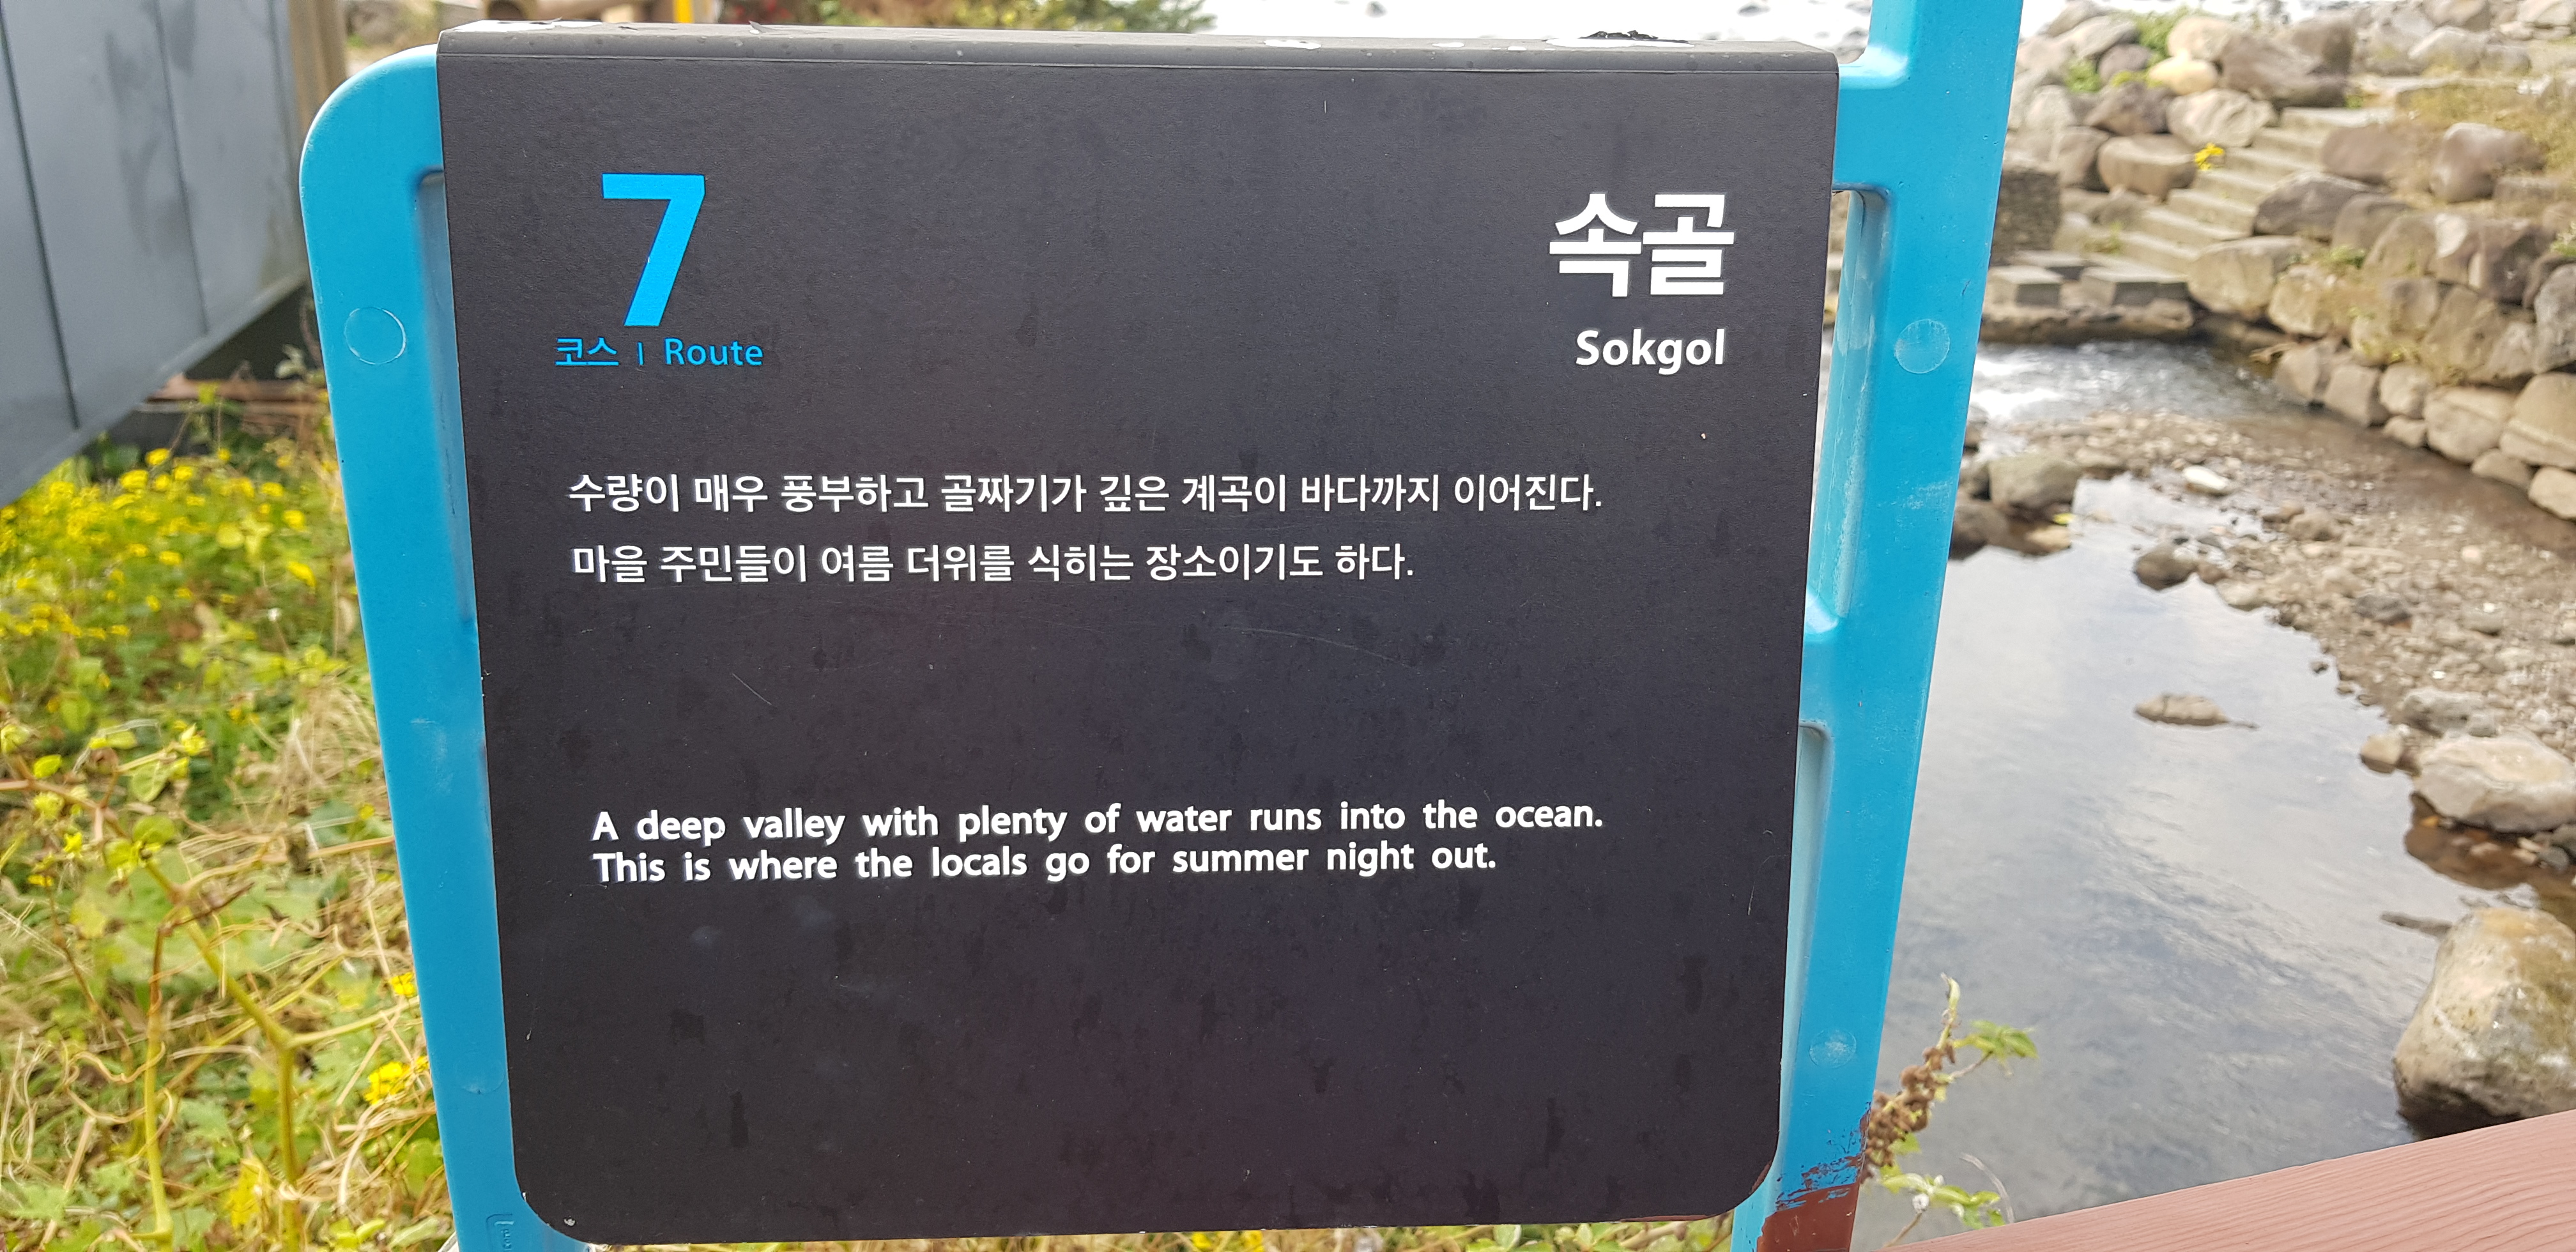 7
코스 | Route
속골
Sokgol
수량이 매우 풍부하고 골짜기가 깊은 계곡이 바다까지 이어진다.
마을 주민들이 여름 더위를 식히는 장소이기도 하다.
A deep valley with plenty of water runs into the ocean.
This is where the locals go for summer night out.